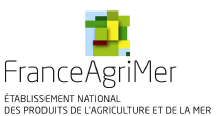 FranceAgriMer
ÉTABLISSEMENT NATIONAL
DES PRODUITS DE L'AGRICULTURE ET DE LA MER